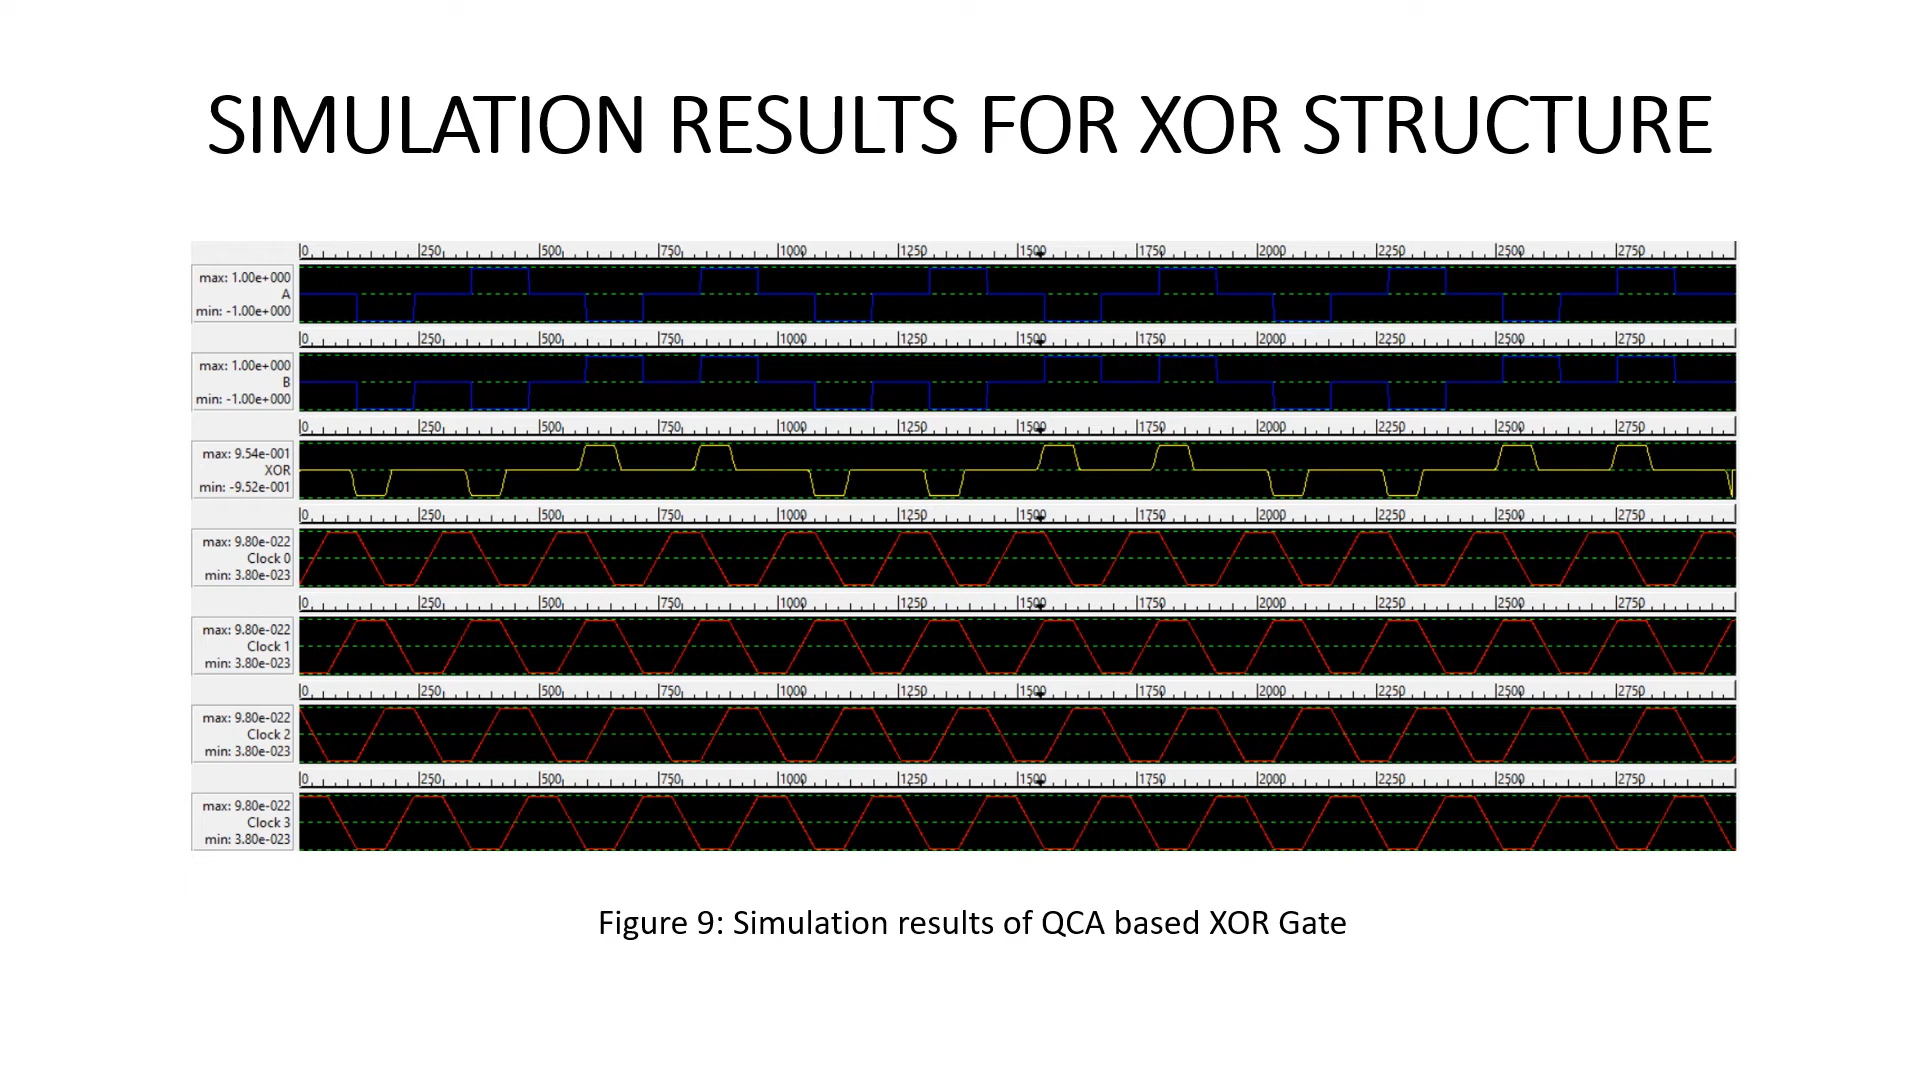 SIMULATION RESULTS FOR XOR STRUCTURE
0 250 500 750 1000 1250 1500 1750 2000 2250 2500 2750
max: 1.00e+000
A
min: -1.00e+000
0 250 500 750 1000 1250 1500 1750 2000 2250 2500 2750
max: 1.00e+000
B
min: -1.00e+000
0 250 500 750 1000 1250 1500 1750 2000 2250 2500 2750
max: 9.54e-001
XOR
min: -9.52e-001
0 250 500 750 1000 1250 1500 1750 2000 2250 2500 2750
max: 9.80e-022
Clock 0
min: 3.80e-023
0 250 500 750 1000 1250 1500 1750 2000 2250 2500 2750
max: 9.80e-022
Clock 1
min: 3.80e-023
0 250 500 750 1000 1250 1500 1750 2000 2250 2500 2750
max: 9.80e-022
Clock 2
min: 3.80e-023
0 250 500 750 1000 1250 1500 1750 2000 2250 2500 2750
max: 9.80e-022
Clock 3
min: 3.80e-023
Figure 9: Simulation results of QCA based XOR Gate